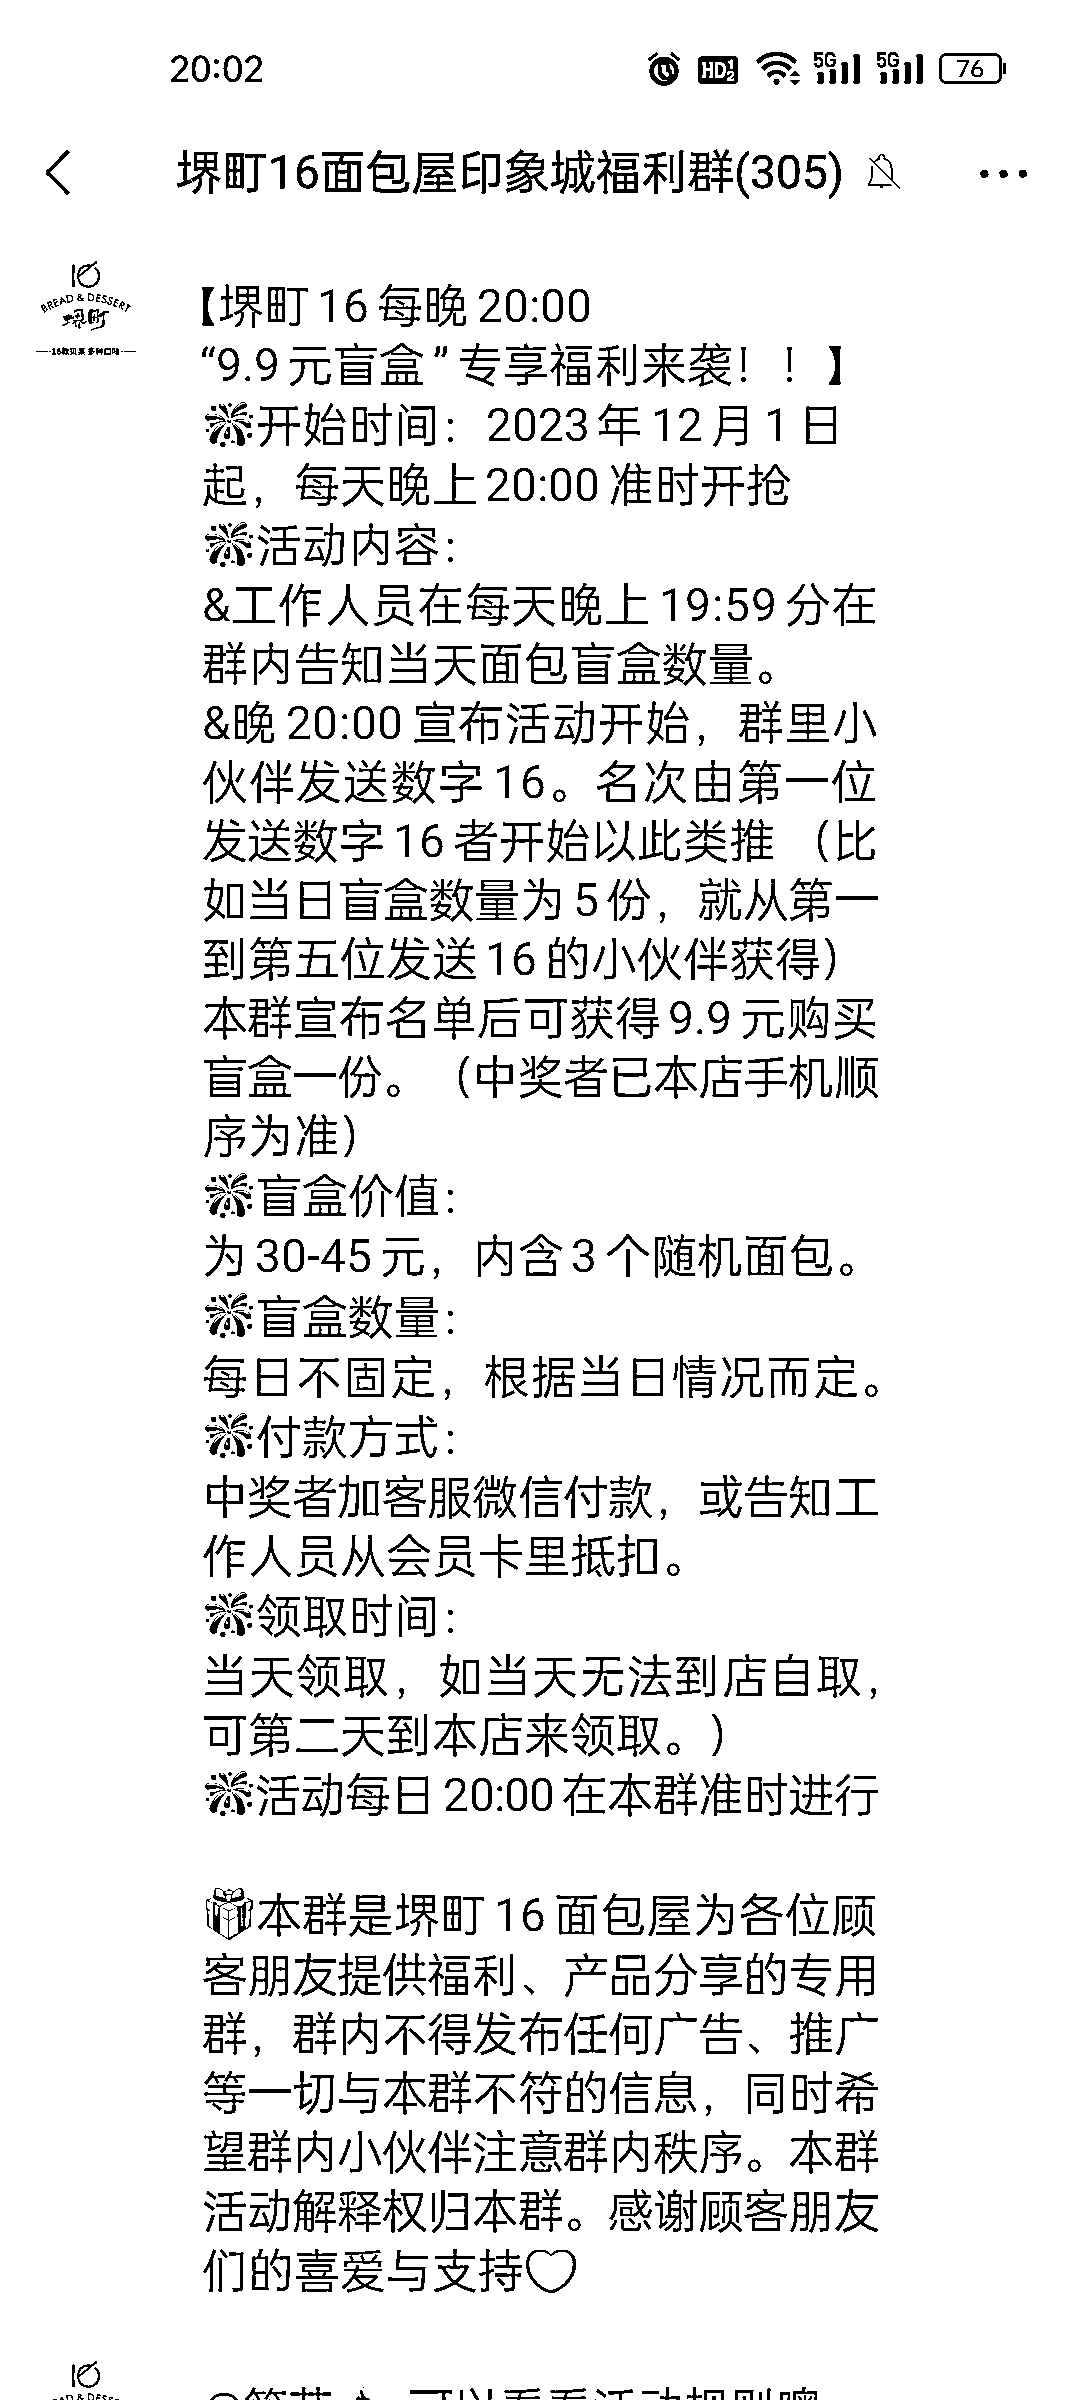 20:02
HD 1 2 5G 5G 76
堺町16面包屋印象城福利群(305)
16
BREAD & DESSERT
堺町
【堺町 16 每晚 20:00
“9.9 元盲盒 ” 专享福利来袭！！】
🎆开始时间：2023 年 12 月 1 日
起，每天晚上 20:00 准时开抢
🎆活动内容：
&工作人员在每天晚上 19:59 分在
群内告知当天面包盲盒数量。
&晚 20:00 宣布活动开始，群里小
伙伴发送数字 16。名次由第一位
发送数字 16 者开始以此类推 （比
如当日盲盒数量为 5 份，就从第一
到第五位发送 16 的小伙伴获得）
本群宣布名单后可获得 9.9 元购买
盲盒一份。 （中奖者已本店手机顺
序为准）
🎆盲盒价值：
为 30-45 元，内含 3 个随机面包。
🎆盲盒数量：
每日不固定，根据当日情况而定。
🎆付款方式：
中奖者加客服微信付款，或告知工
作人员从会员卡里抵扣。
🎆领取时间：
当天领取，如当天无法到店自取，
可第二天到本店来领取。）
🎆活动每日 20:00 在本群准时进行
🎁本群是堺町 16 面包屋为各位顾
客朋友提供福利、产品分享的专用
群，群内不得发布任何广告、推广
等一切与本群不符的信息，同时希
望群内小伙伴注意群内秩序。本群
活动解释权归本群。感谢顾客朋友
们的喜爱与支持♡
16